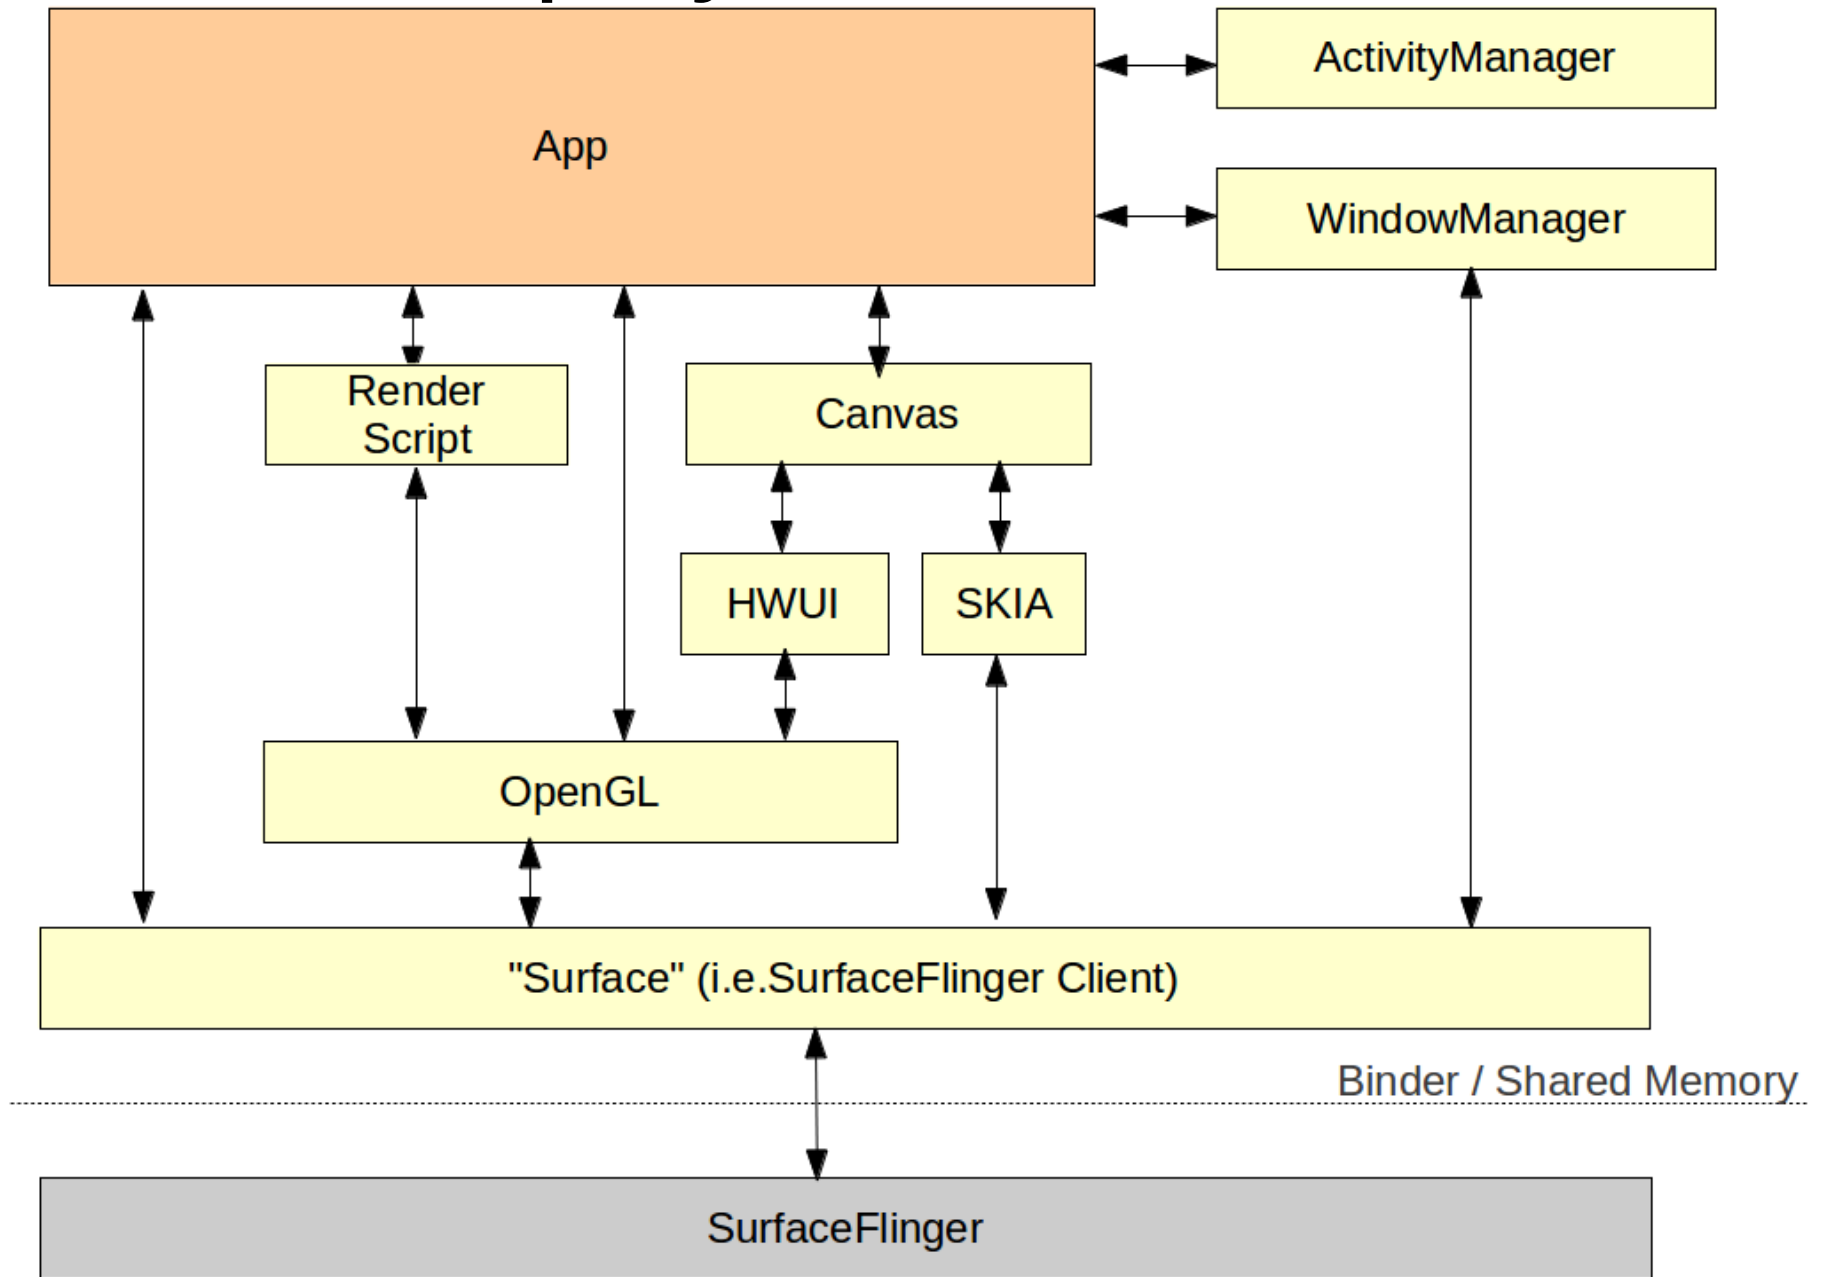 App
ActivityManager
WindowManager
Render
Script
Canvas
HWUI
SKIA
OpenGL
"Surface" (i.e.SurfaceFlinger Client)
Binder / Shared Memory
SurfaceFlinger